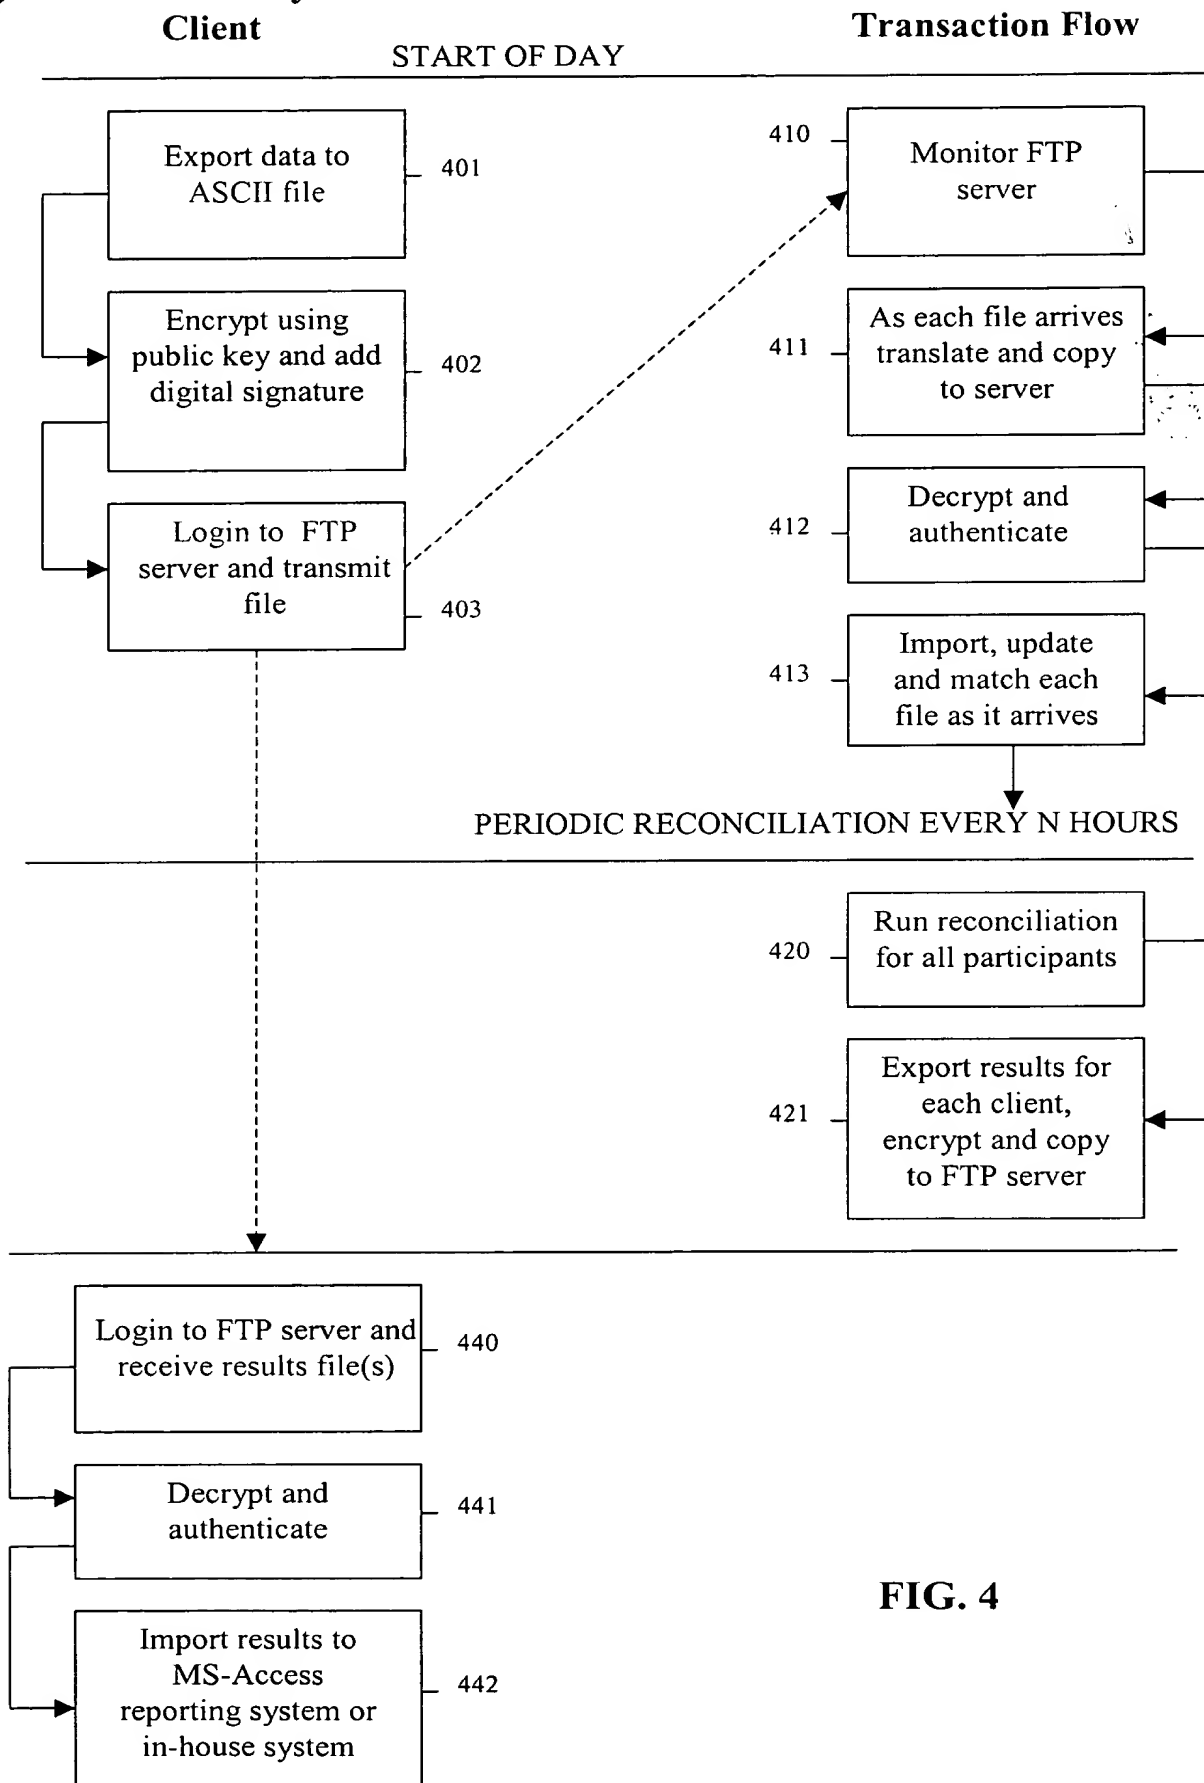 Client
Transaction Flow
START OF DAY
Export data to
ASCII file
401
Encrypt using
public key and add
digital signature
402
Login to FTP
server and transmit
file
403
410
Monitor FTP
server
411
As each file arrives
translate and copy
to server
412
Decrypt and
authenticate
413
Import, update
and match each
file as it arrives
PERIODIC RECONCILIATION EVERY N HOURS
420
Run reconciliation
for all participants
421
Export results for
each client,
encrypt and copy
to FTP server
Login to FTP server and
receive results file(s)
440
Decrypt and
authenticate
441
Import results to
MS-Access
reporting system or
in-house system
442
FIG. 4